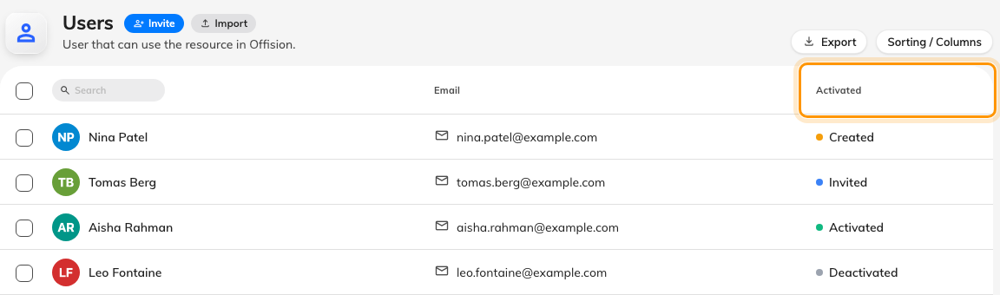 Users
Invite
Import
User that can use the resource in Offision.
Export
Sorting / Columns
Search
Email
Activated
NP Nina Patel nina.patel@example.com Created
TB Tomas Berg tomas.berg@example.com Invited
AR Aisha Rahman aisha.rahman@example.com Activated
LF Leo Fontaine leo.fontaine@example.com Deactivated